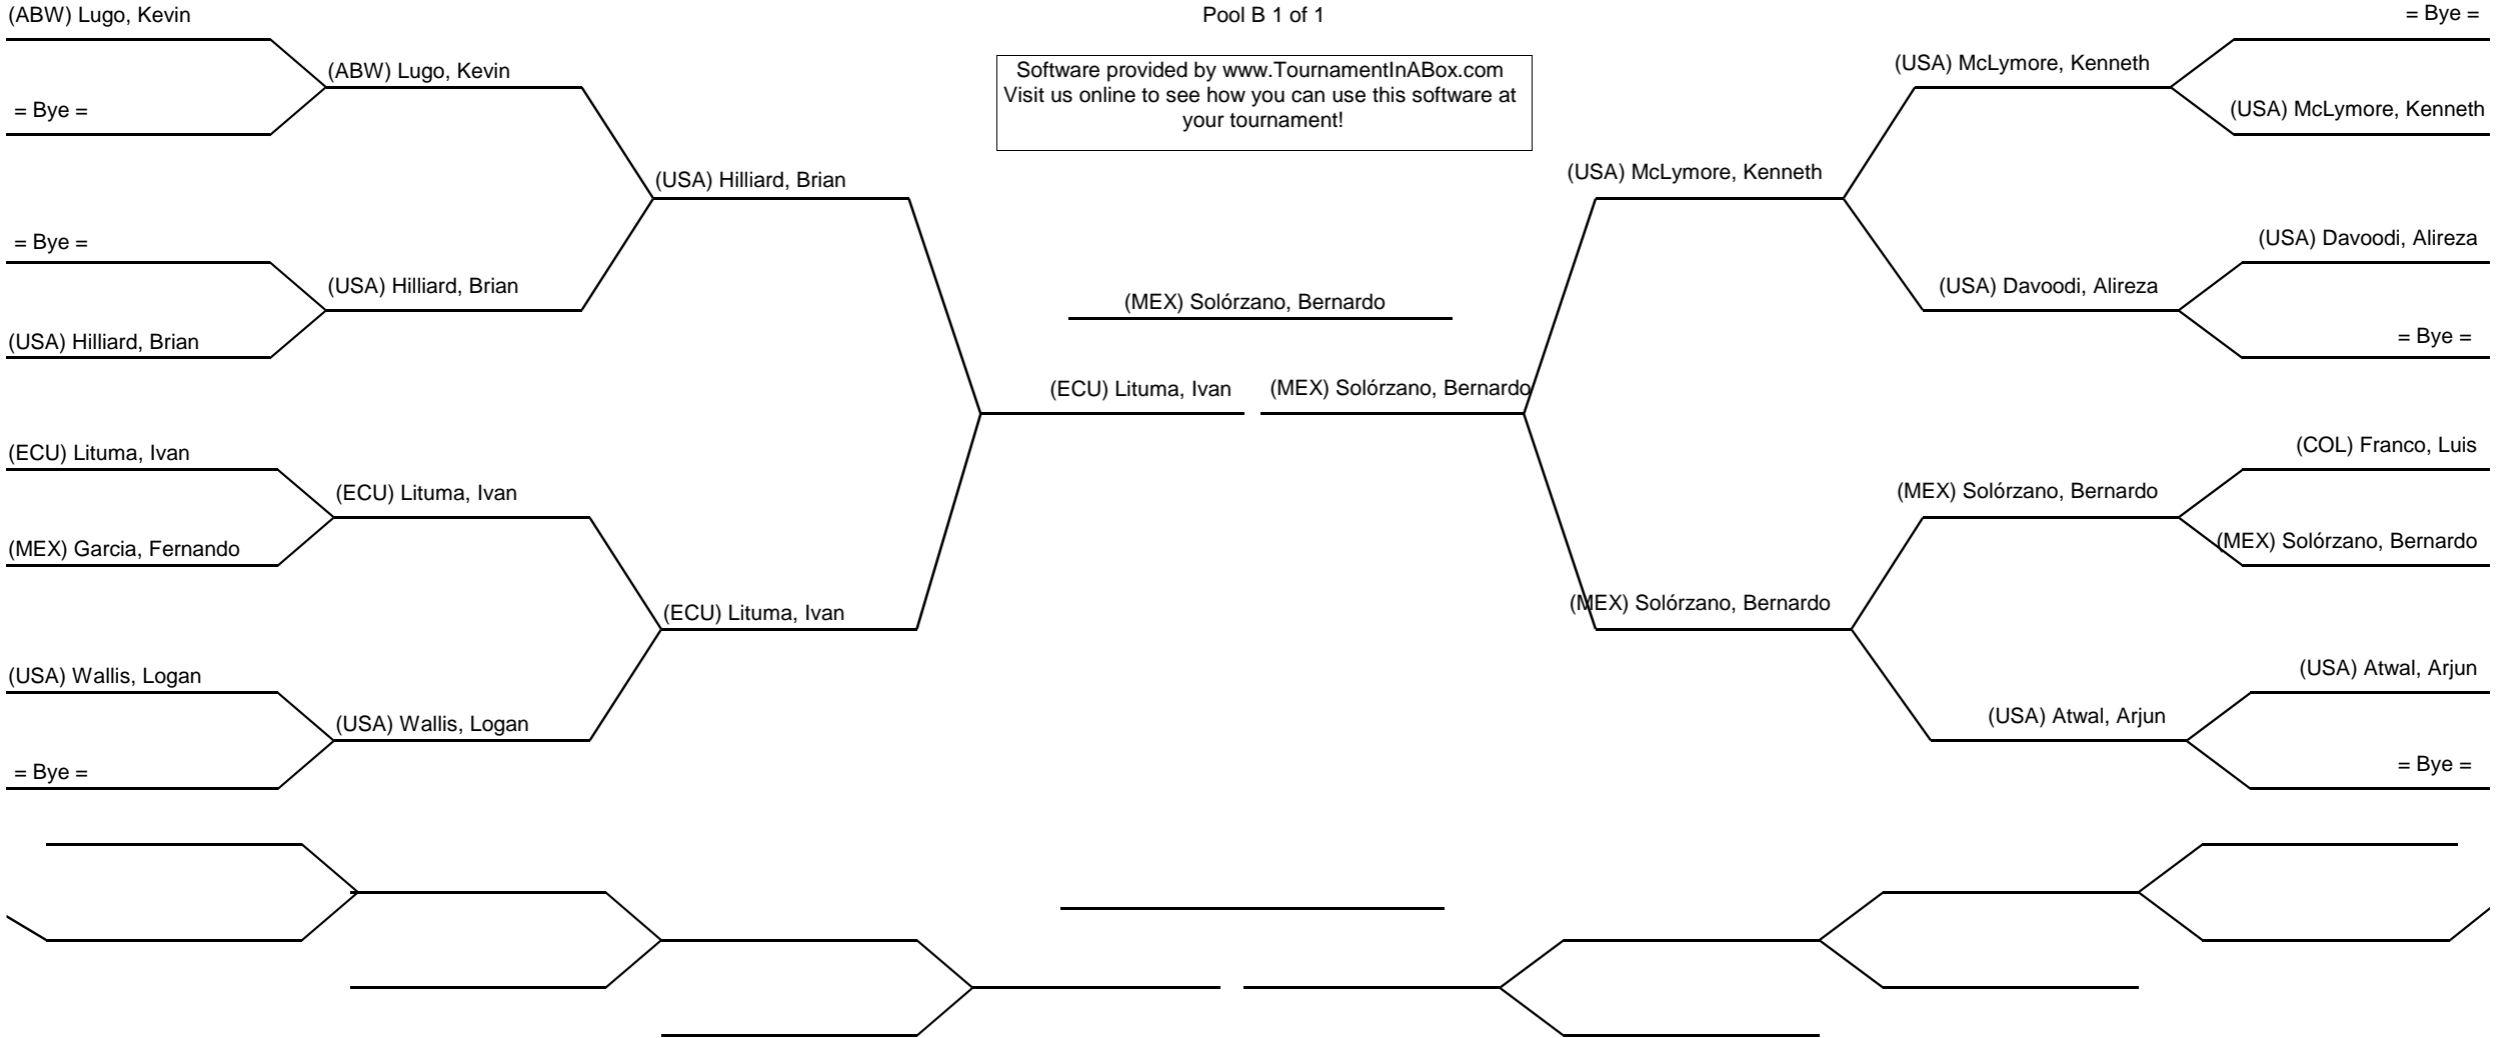 (ABW) Lugo, Kevin
= Bye =
= Bye =
(USA) Hilliard, Brian
(ECU) Lituma, Ivan
(MEX) Garcia, Fernando
(USA) Wallis, Logan
= Bye =
(ABW) Lugo, Kevin
(USA) Hilliard, Brian
(ECU) Lituma, Ivan
(USA) Wallis, Logan
(USA) Hilliard, Brian
(ECU) Lituma, Ivan
Pool B 1 of 1
Software provided by www.TournamentInABox.com
Visit us online to see how you can use this software at
your tournament!
(MEX) Solórzano, Bernardo
(ECU) Lituma, Ivan
(MEX) Solórzano, Bernardo
(USA) McLymore, Kenneth
(MEX) Solórzano, Bernardo
(USA) McLymore, Kenneth
(USA) Davoodi, Alireza
(MEX) Solórzano, Bernardo
(USA) Atwal, Arjun
= Bye =
(USA) McLymore, Kenneth
(USA) Davoodi, Alireza
= Bye =
(COL) Franco, Luis
(MEX) Solórzano, Bernardo
(USA) Atwal, Arjun
= Bye =